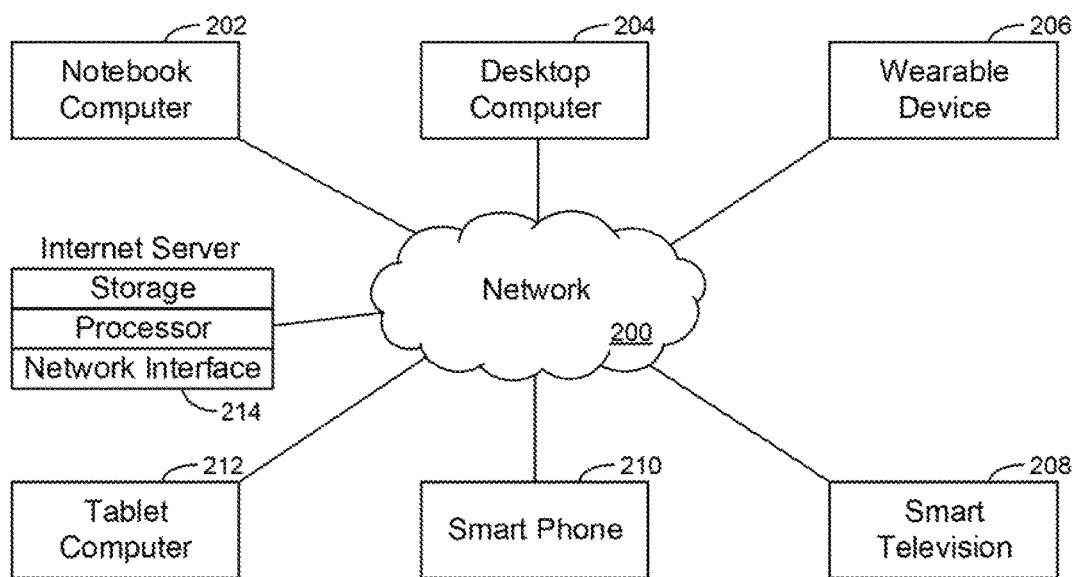 202
204
206
Notebook
Computer
Desktop
Computer
Wearable
Device
Internet Server
Storage
Processor
Network Interface
214
Network
200
212
210
208
Tablet
Computer
Smart Phone
Smart
Television